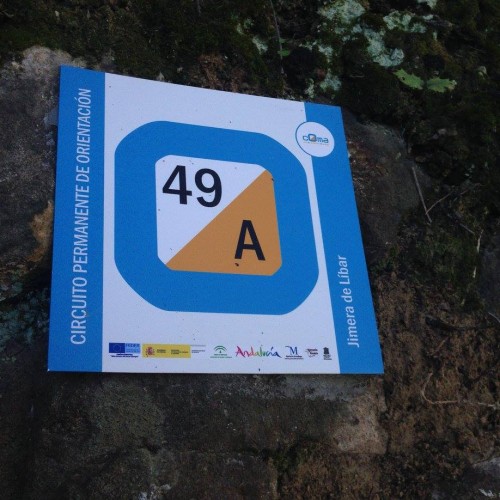 CIRCUITO PERMANENTE DE ORIENTACIÓN
49
A
Jimera de Líbar
Andalucía